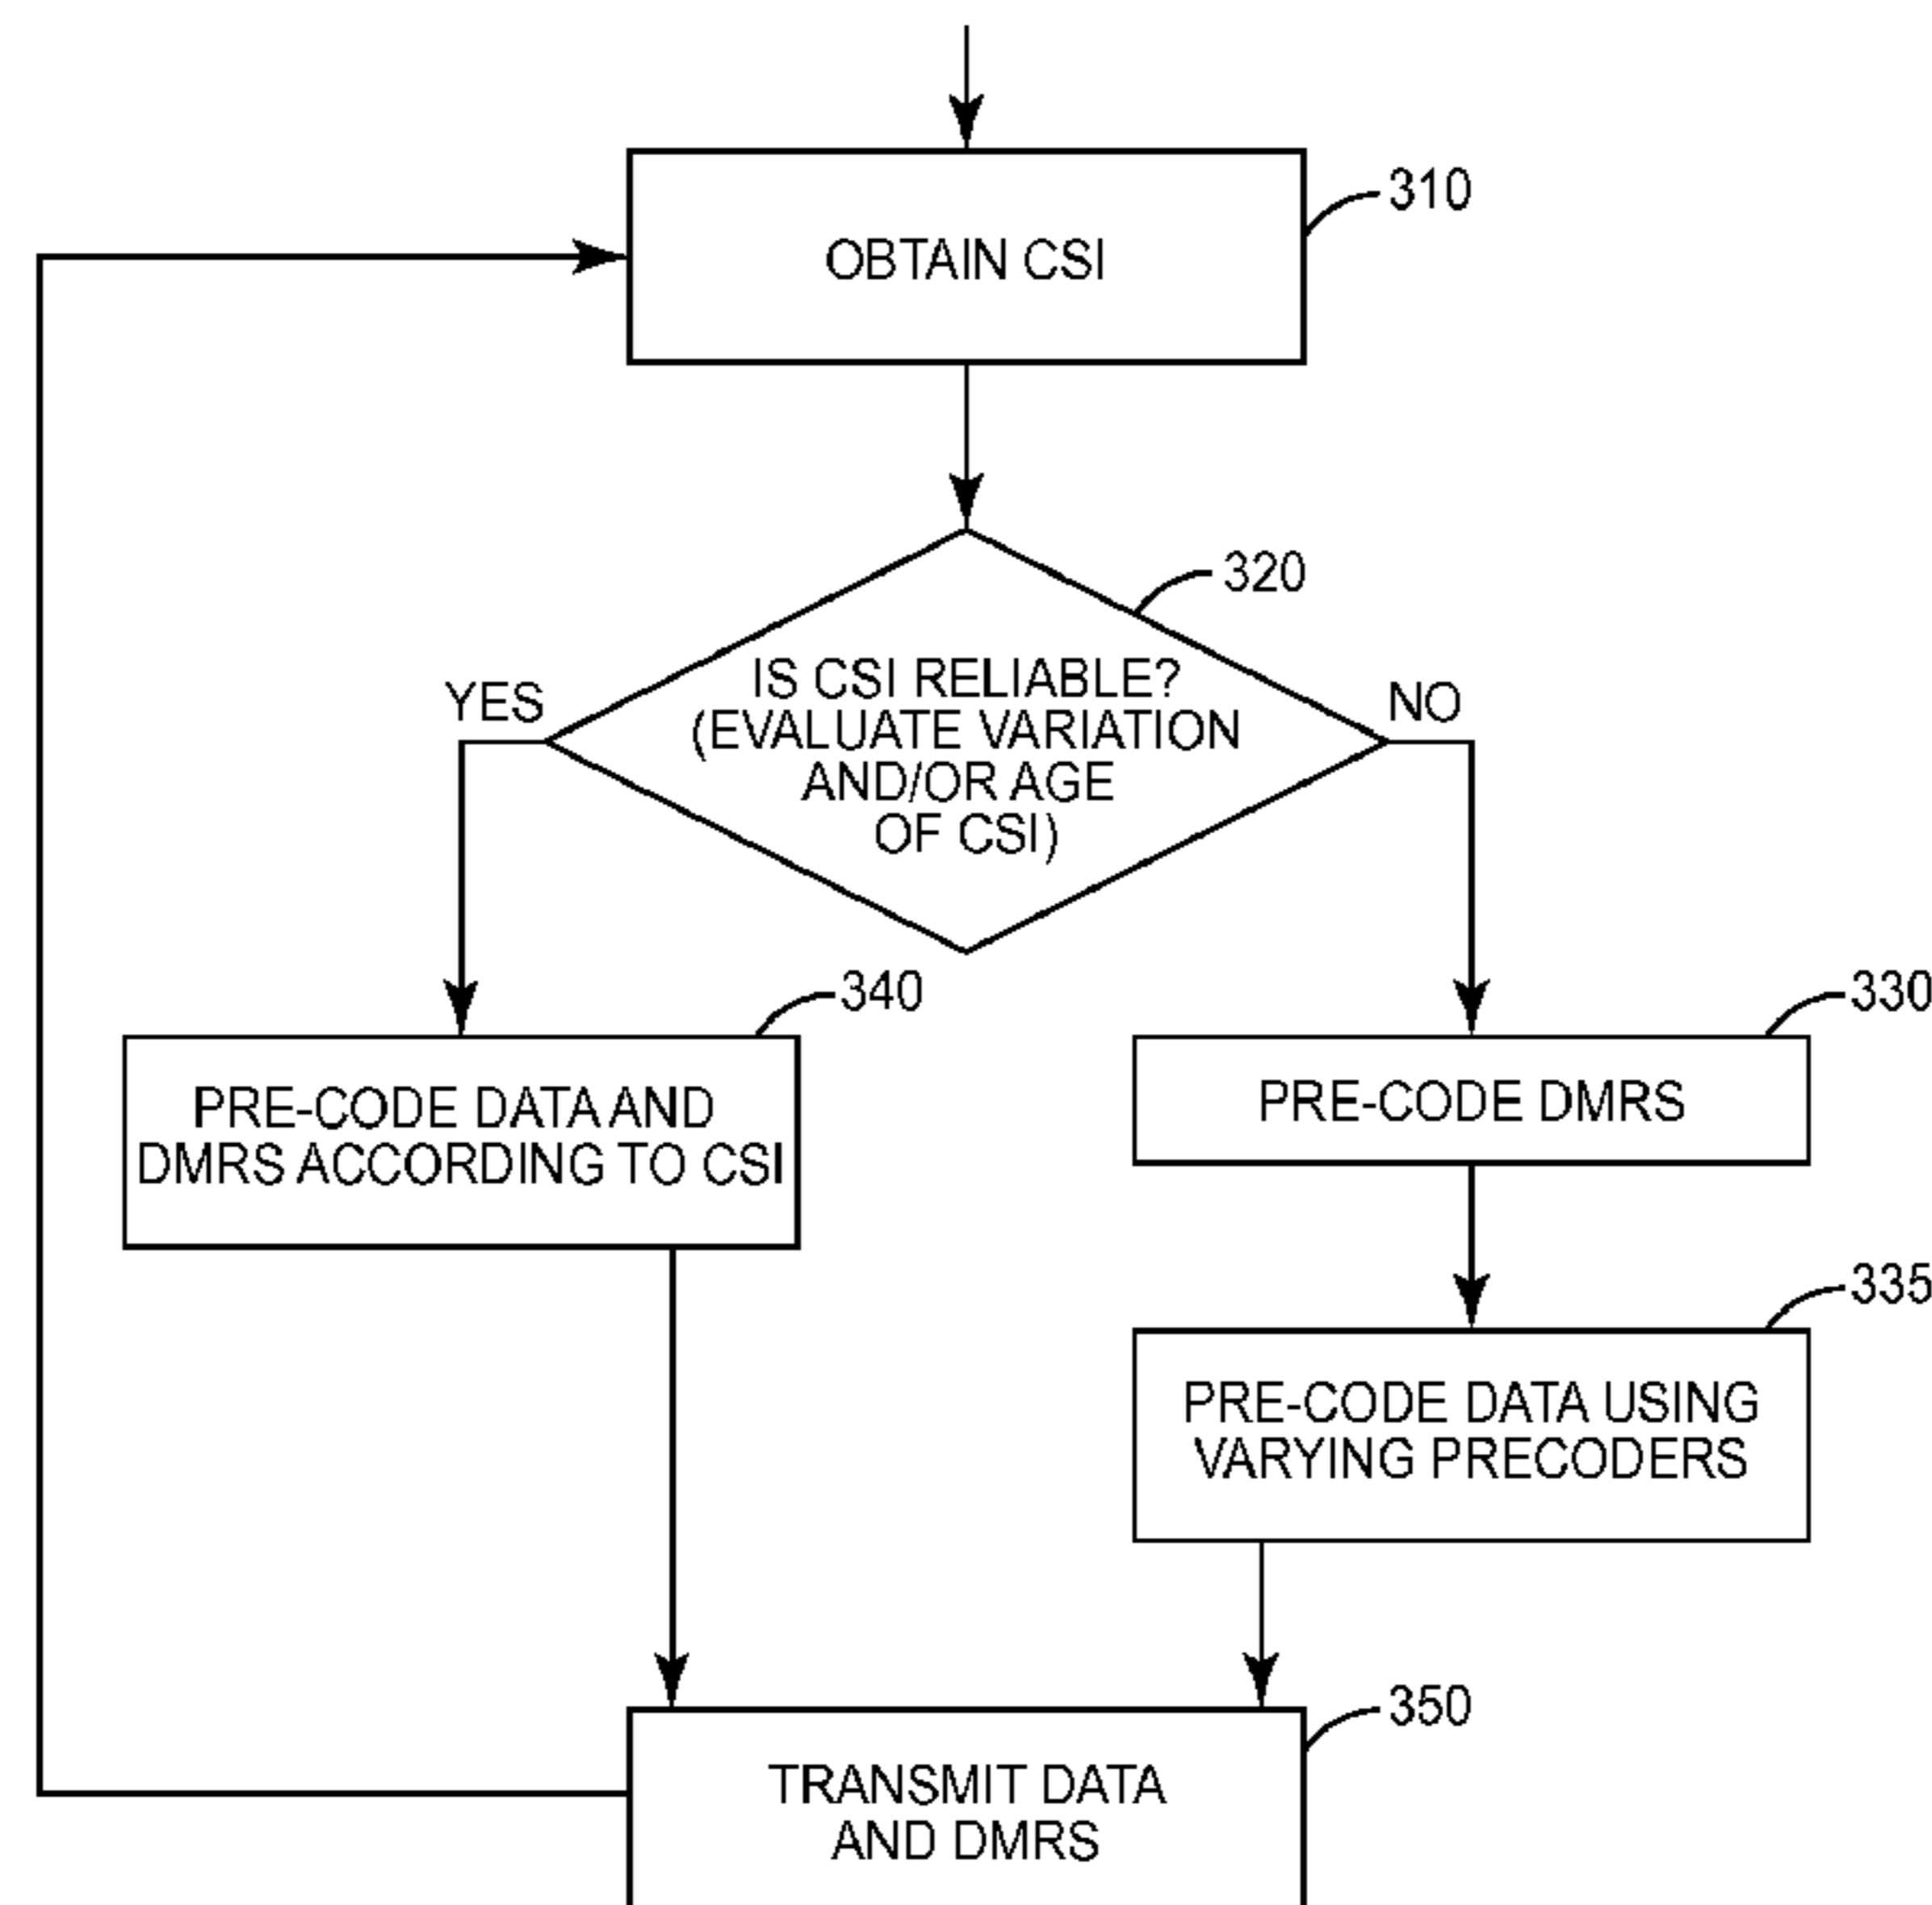 310
OBTAIN CSI
320
IS CSI RELIABLE?
(EVALUATE VARIATION
AND/OR AGE
OF CSI)
YES
NO
340
330
PRE-CODE DATA AND
DMRS ACCORDING TO CSI
PRE-CODE DMRS
335
PRE-CODE DATA USING
VARYING PRECODERS
350
TRANSMIT DATA
AND DMRS